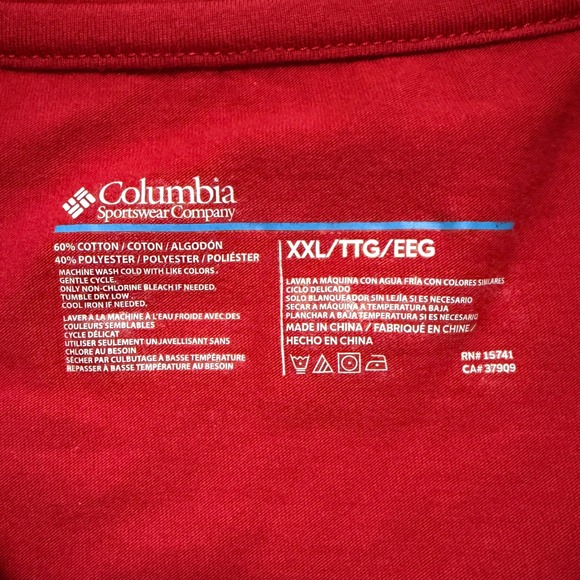 Columbia
Sportswear Company
60% COTTON / COTON / ALGODÓN
40% POLYESTER / POLYESTER / POLIÉSTER
MACHINE WASH COLD WITH LIKE COLORS.
GENTLE CYCLE.
ONLY NON-CHLORINE BLEACH IF NEEDED.
TUMBLE DRY LOW.
COOL IRON IF NEEDED.
LAVER À LA MACHINE À L'EAU FROIDE AVEC DES
COULEURS SEMBLABLES
CYCLE DÉLICAT
UTILISER SEULEMENT UN JAVELLISANT SANS
CHLORE AU BESOIN
SÉCHER PAR CULBUTAGE À BASSE TEMPÉRATURE
REPASSER À BASSE TEMPÉRATURE AU BESOIN
XXL/TTG/EEG
LAVAR A MÁQUINA CON AGUA FRÍA CON COLORES SIMILARES
CICLO DELICADO
SOLO BLANQUEADOR SIN LEJÍA SI ES NECESARIO
SECAR A MÁQUINA A TEMPERATURA BAJA
PLANCHAR A BAJA TEMPERATURA SI ES NECESARIO
MADE IN CHINA / FABRIQUÉ EN CHINE /
HECHO EN CHINA
RN# 15741
CA# 37909